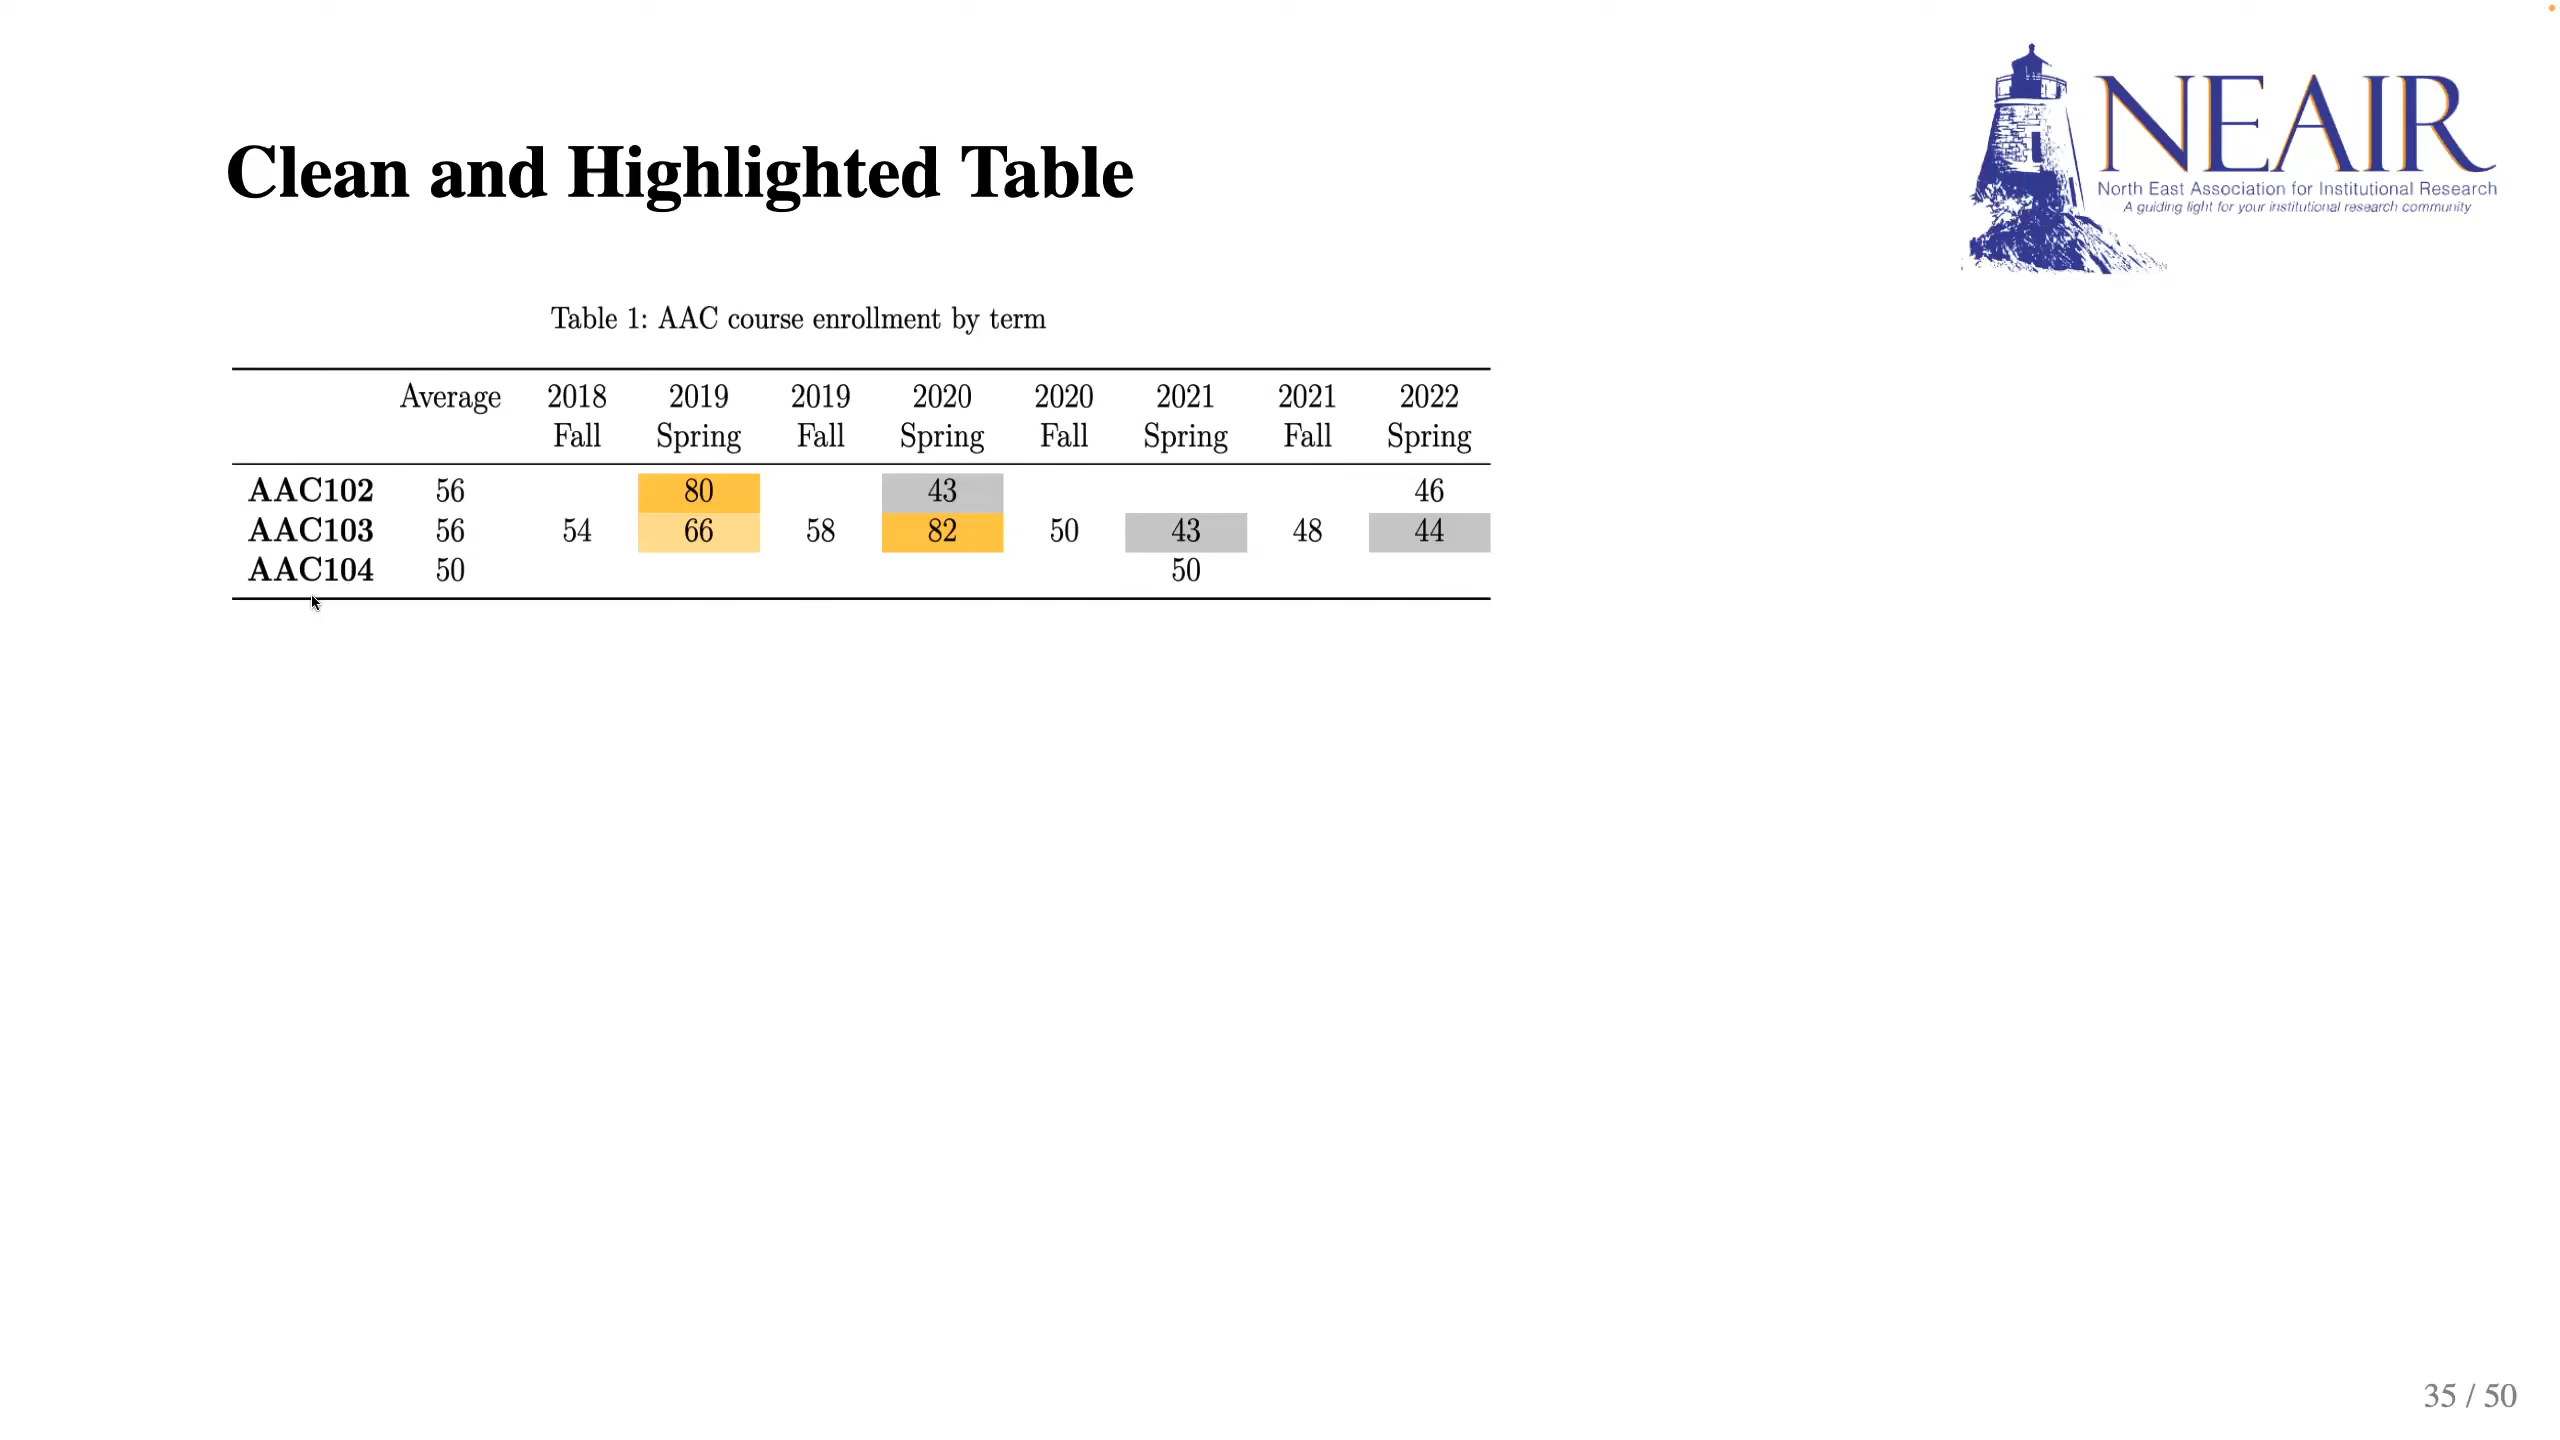 NEAIR
North East Association for Institutional Research
A guiding light for your institutional research community
Clean and Highlighted Table
Table 1: AAC course enrollment by term
Average 2018 2019 2019 2020 2020 2021 2021 2022
Fall Spring Fall Spring Fall Spring Fall Spring
AAC102 56 80 43 46
AAC103 56 54 66 58 82 50 43 48 44
AAC104 50 50
35 / 50